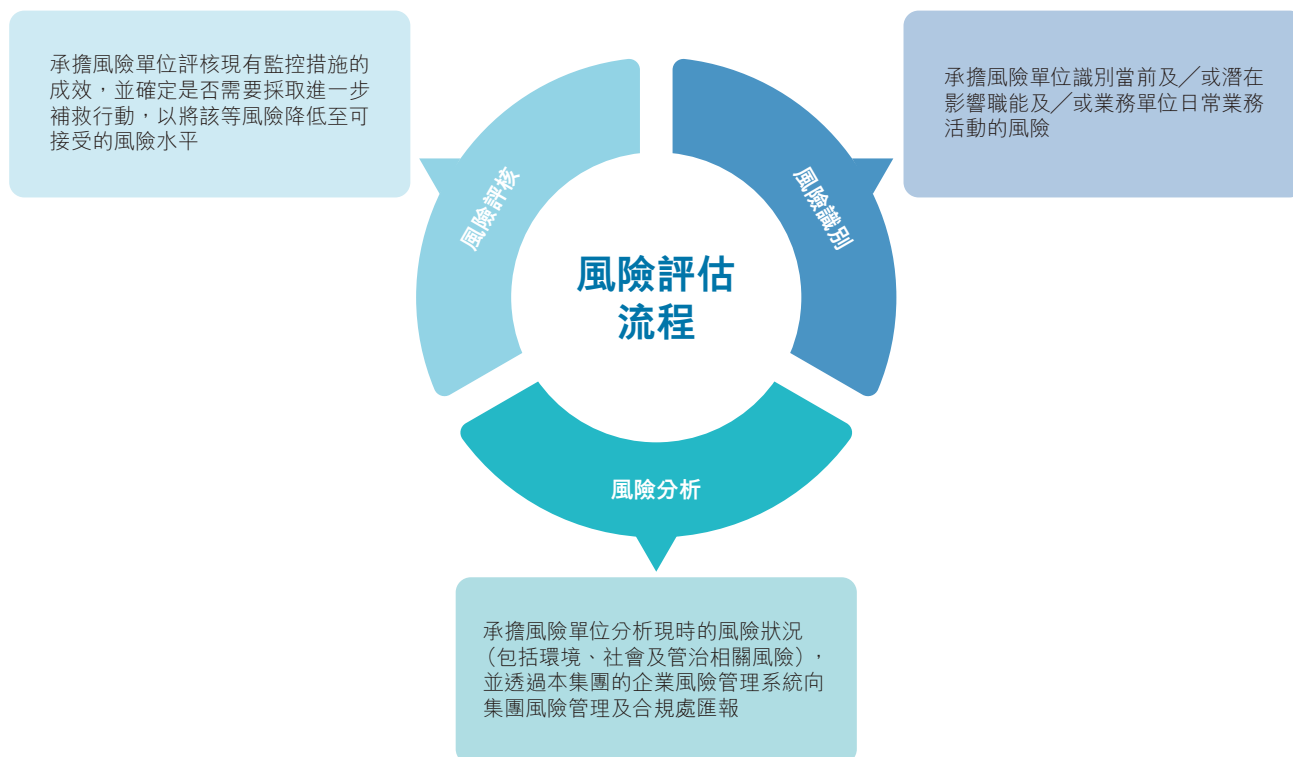 承擔風險單位評核現有監控措施的
成效，並確定是否需要採取進一步
補救行動，以將該等風險降低至可
接受的風險水平
承擔風險單位識別當前及╱或潛在
影響職能及╱或業務單位日常業務
活動的風險
風險評核
風險識別
風險評估
流程
風險分析
承擔風險單位分析現時的風險狀況
（包括環境、社會及管治相關風險），
並透過本集團的企業風險管理系統向
集團風險管理及合規處匯報